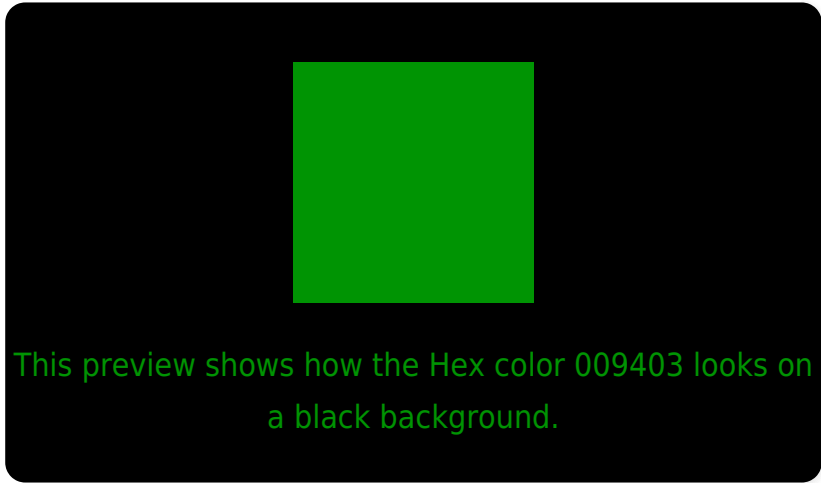 This preview shows how the Hex color 009403 looks on
a black background.